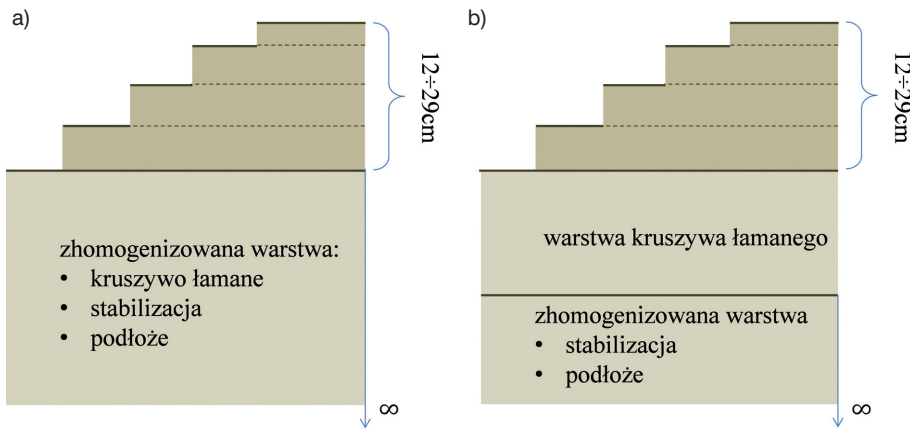 a)
12÷29cm
zhomogenizowana warstwa:
• kruszywo łamane
• stabilizacja
• podłoże
∞
b)
12÷29cm
warstwa kruszywa łamanego
zhomogenizowana warstwa
• stabilizacja
• podłoże
∞